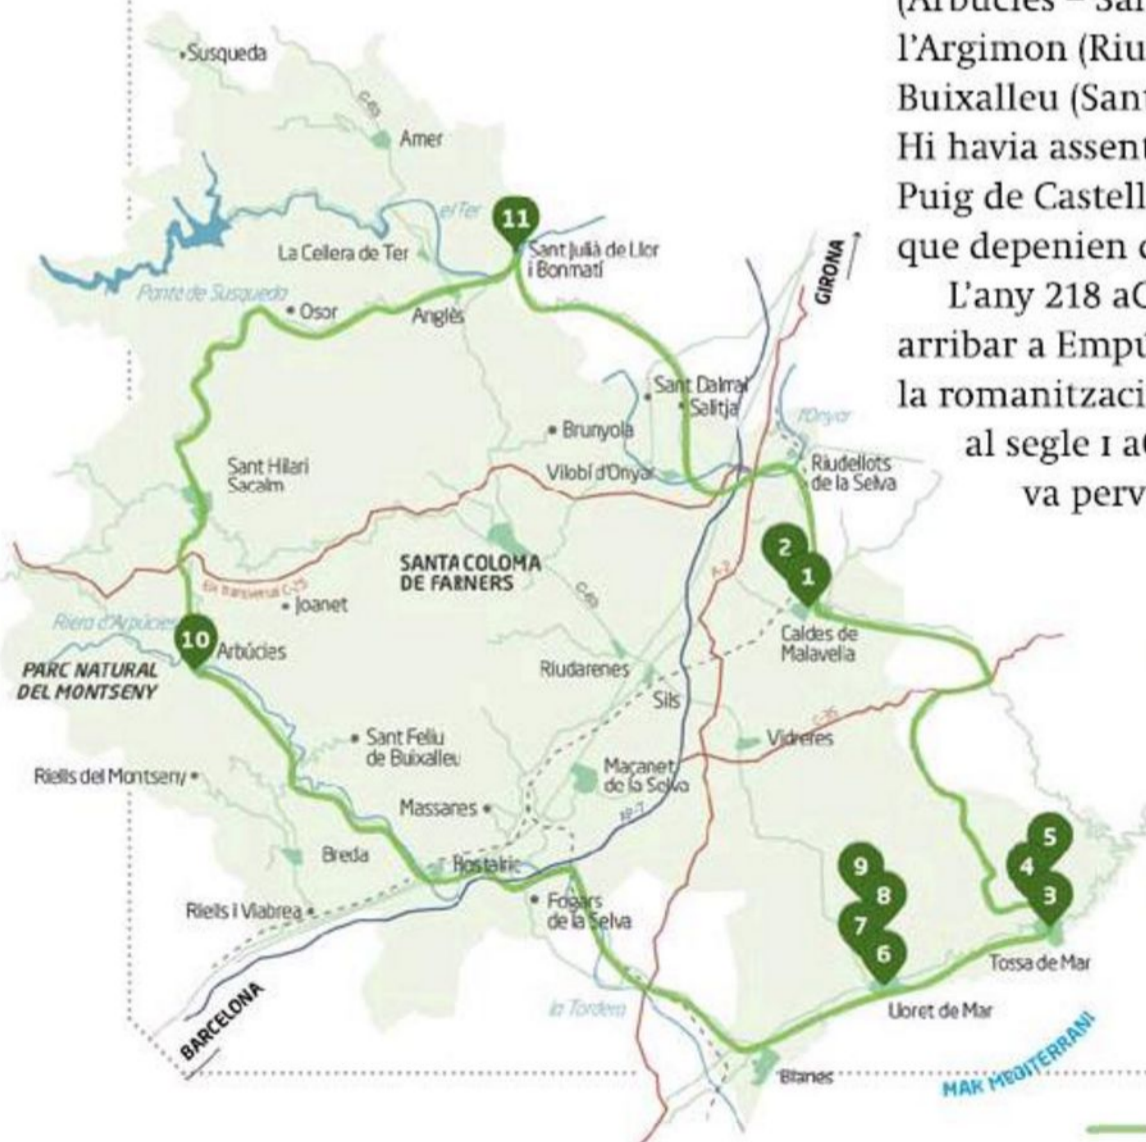 (Arbúcies – San
l'Argimon (Riu
Buixalleu (Sant
Hi havia assent
Puig de Castell
que depenien d
L'any 218 aC
arribar a Empú
la romanitzaci
al segle I aC
va perv
Susqueda
C-63
Amer
el Ter
11
La Cellera de Ter
Sant Julià de Llor
i Bonmatí
GIRONA
Pantà de Susqueda
Osor
Anglès
Sant Dalmai
Salitja
l'Onyar
Brunyola
Sant Hilari
Sacalm
Vilobí d'Onyar
Riudellots
de la Selva
SANTA COLOMA
DE FARNERS
2
1
A-2
Eix transversal C-25
Joanet
C-63
Riera d'Arbúcies
10
Arbúcies
Caldes de
Malavella
PARC NATURAL
DEL MONTSENY
Riudarenes
Sils
C-35
Sant Feliu
de Buixalleu
Vidreres
Riells del Montseny
Maçanet
de la Selva
Massanes
AP-7
5
4
3
9
8
7
6
Breda
Hostalric
Riells i Viabrea
Fogars
de la Selva
Tossa de Mar
BARCELONA
la Tordera
Lloret de Mar
Blanes
MAR MEDITERRANI